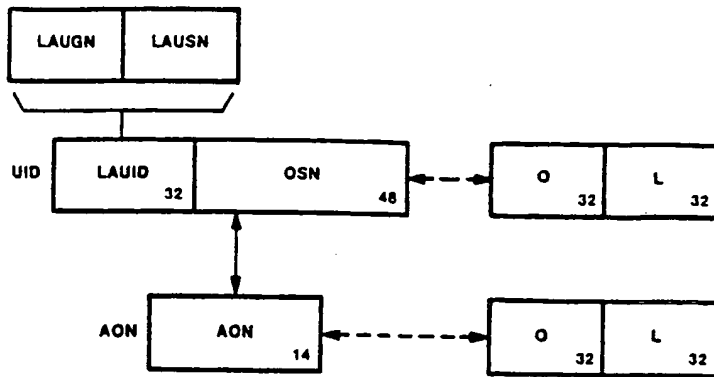 LAUGN LAUSN
UID LAUID 32 OSN 48 O 32 L 32
AON AON 14 O 32 L 32